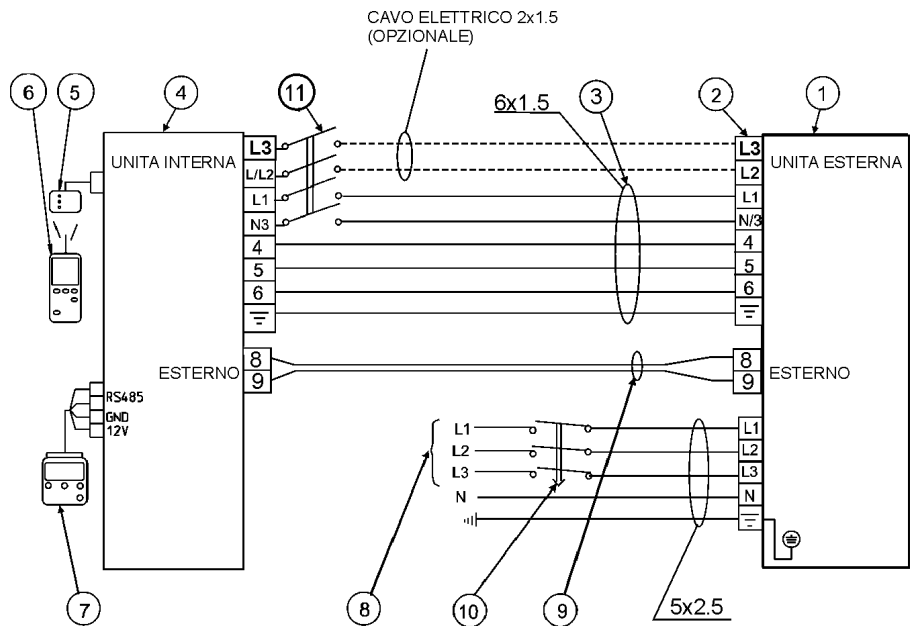 CAVO ELETTRICO 2x1.5
(OPZIONALE)
6
5
4
11
6x1.5
3
2
1
UNITA INTERNA
L3
L/L2
L1
N3
4
5
6
L3
L2
L1
N/3
4
5
6
UNITA ESTERNA
ESTERNO
8
9
8
9
ESTERNO
RS485
GND
12V
L1
L2
L3
N
L1
L2
L3
N
7
8
10
9
5x2.5